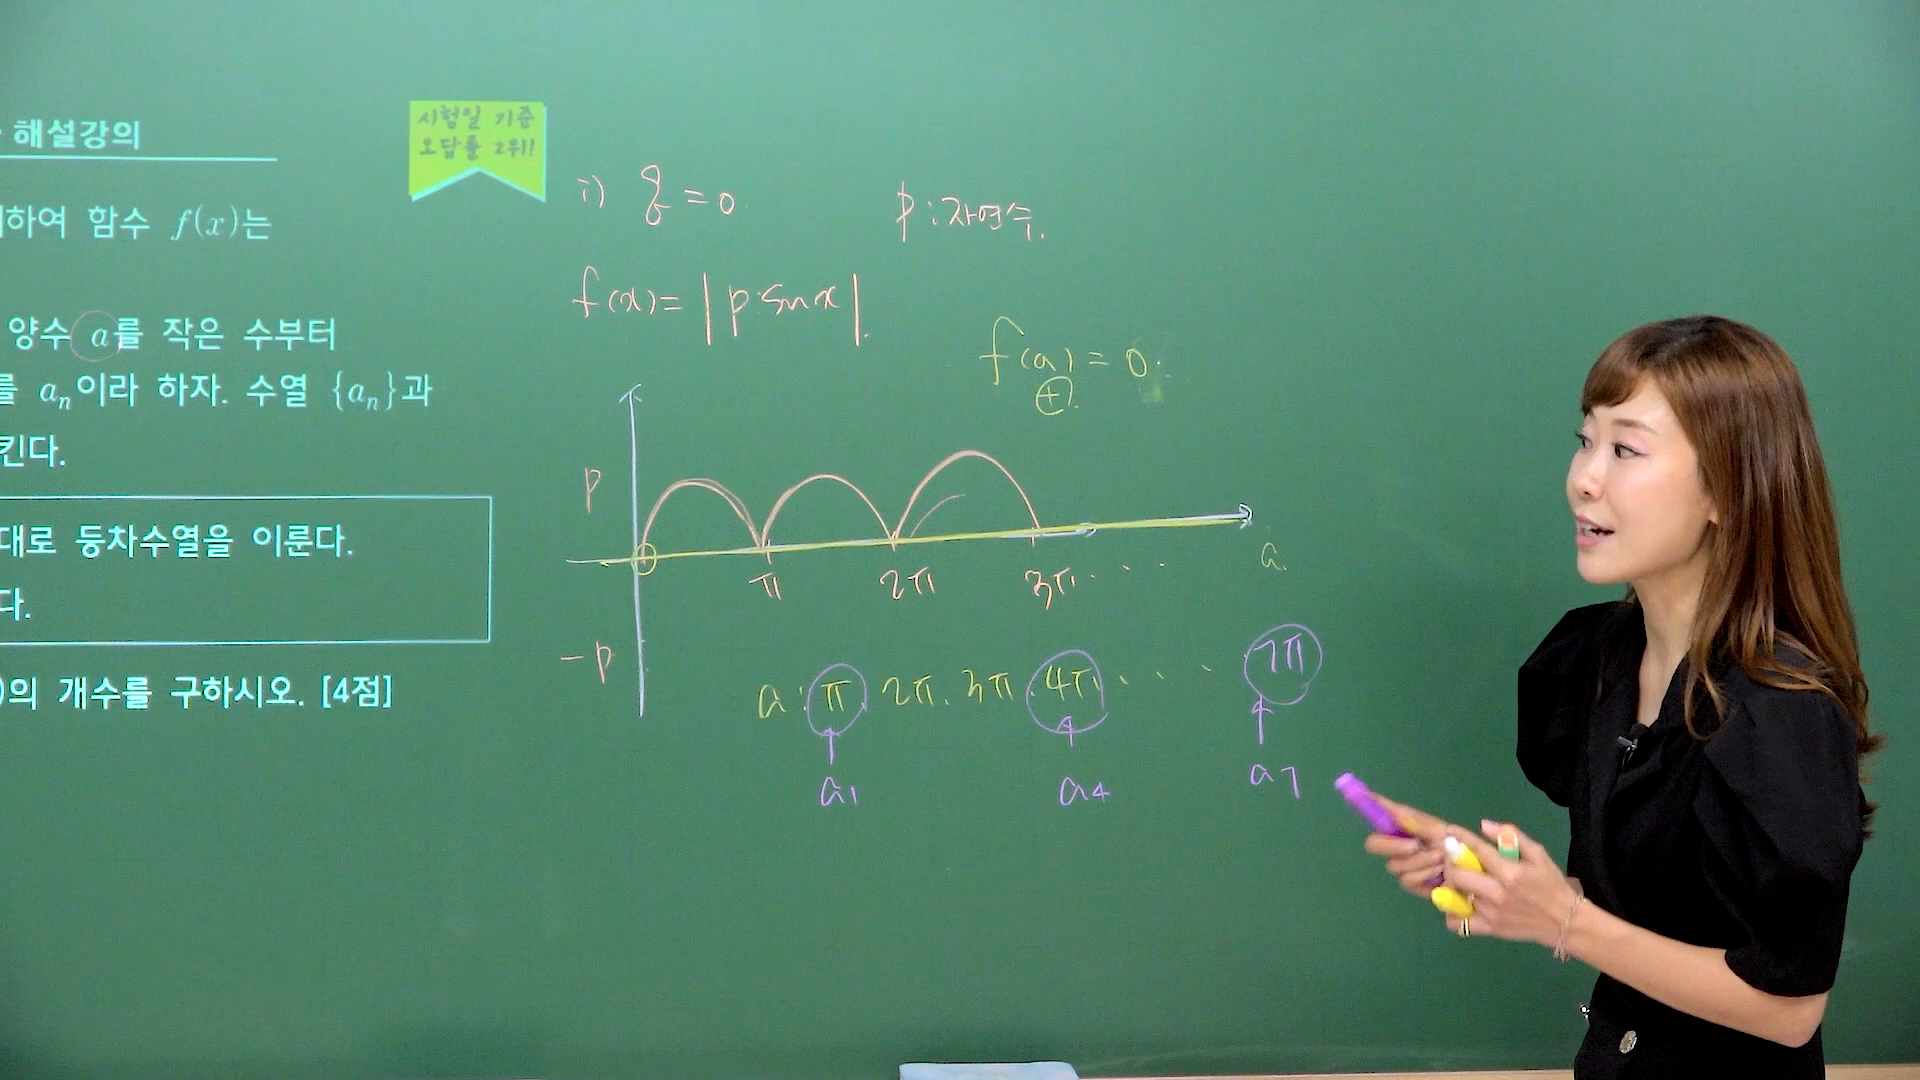 해설강의
시험일 기준
오답률 2위!
하여 함수 f(x)는
양수 a를 작은 수부터
를 aₙ이라 하자. 수열 {aₙ}과
킨다.
대로 등차수열을 이룬다.
다.
의 개수를 구하시오. [4점]
i) q = 0. p : 자연수.
f(x) = | p·sinx |.
f(a) = 0.
⊕
p
π 2π 3π ...
a.
-p
a : π. 2π. 3π. 4π. ... 7π
a₁ a₄ a₇